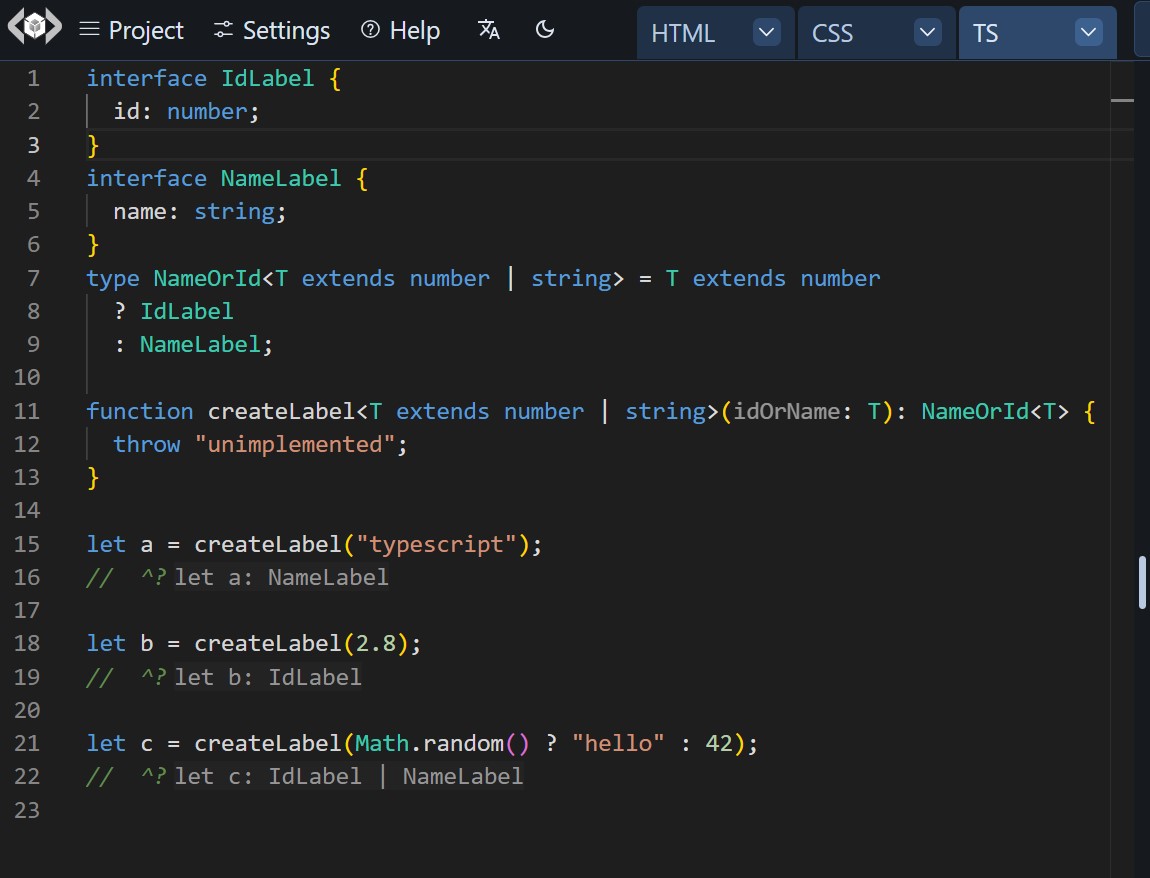 Project Settings Help HTML CSS TS
1 interface IdLabel {
2 id: number;
3 }
4 interface NameLabel {
5 name: string;
6 }
7 type NameOrId<T extends number | string> = T extends number
8 ? IdLabel
9 : NameLabel;
10
11 function createLabel<T extends number | string>(idOrName: T): NameOrId<T> {
12 throw "unimplemented";
13 }
14
15 let a = createLabel("typescript");
16 // ^? let a: NameLabel
17
18 let b = createLabel(2.8);
19 // ^? let b: IdLabel
20
21 let c = createLabel(Math.random() ? "hello" : 42);
22 // ^? let c: IdLabel | NameLabel
23